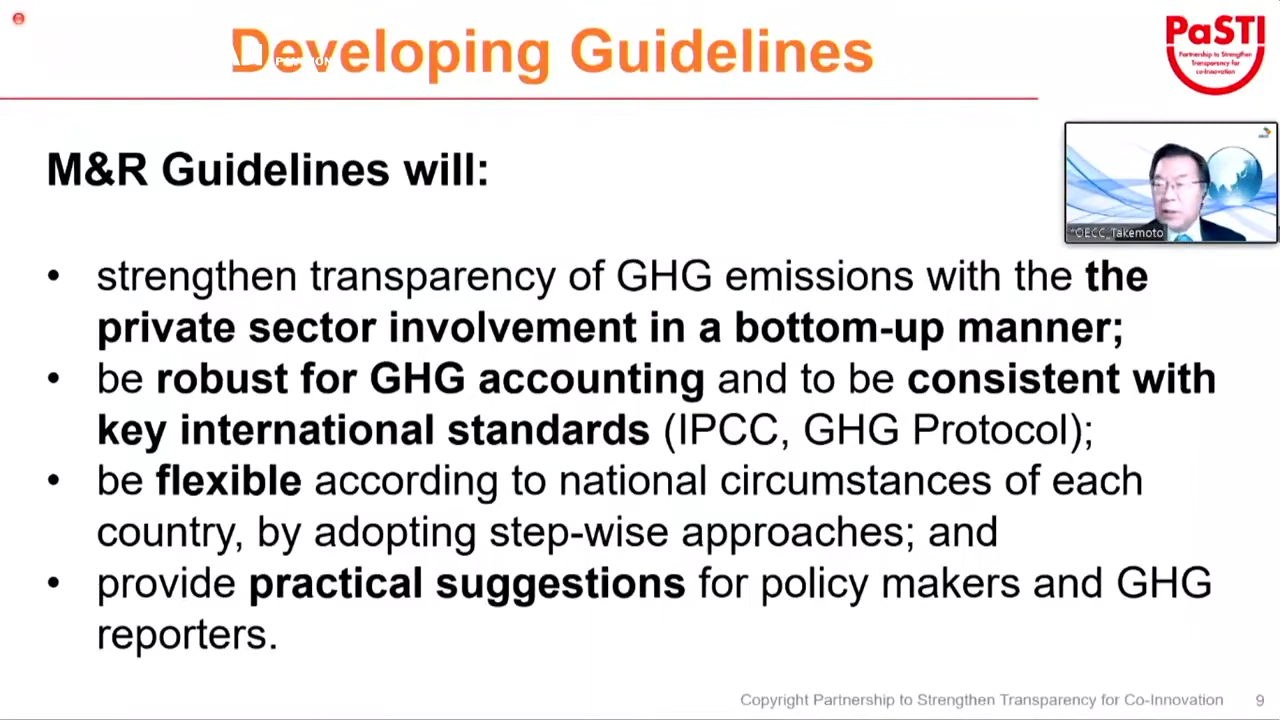 Developing Guidelines
PaSTI
Partnership to Strengthen
Transparency for
co-Innovation
M&R Guidelines will:
*OECC_Takemoto
• strengthen transparency of GHG emissions with the the
private sector involvement in a bottom-up manner;
• be robust for GHG accounting and to be consistent with
key international standards (IPCC, GHG Protocol);
• be flexible according to national circumstances of each
country, by adopting step-wise approaches; and
• provide practical suggestions for policy makers and GHG
reporters.
Copyright Partnership to Strengthen Transparency for Co-Innovation 9